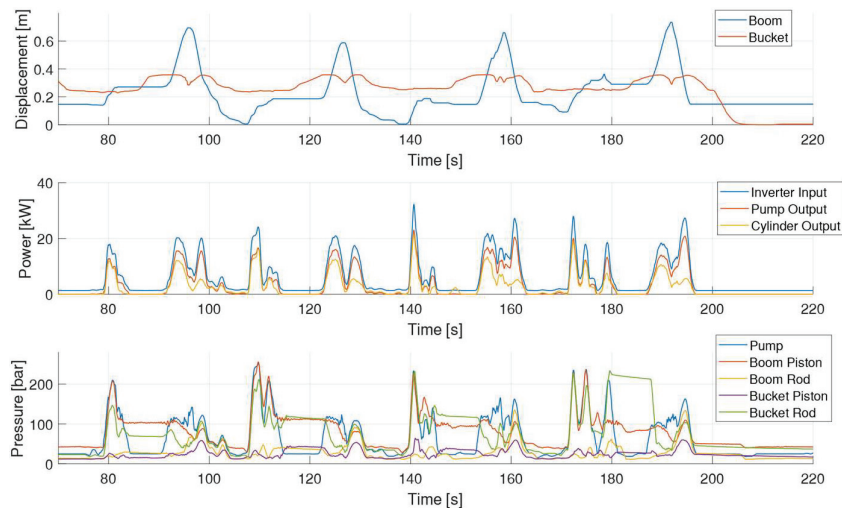 Displacement [m]
0.6
0.4
0.2
0
80 100 120 140 160 180 200 220
Time [s]
Boom
Bucket
Power [kW]
40
20
0
80 100 120 140 160 180 200 220
Time [s]
Inverter Input
Pump Output
Cylinder Output
Pressure [bar]
200
100
0
80 100 120 140 160 180 200 220
Time [s]
Pump
Boom Piston
Boom Rod
Bucket Piston
Bucket Rod